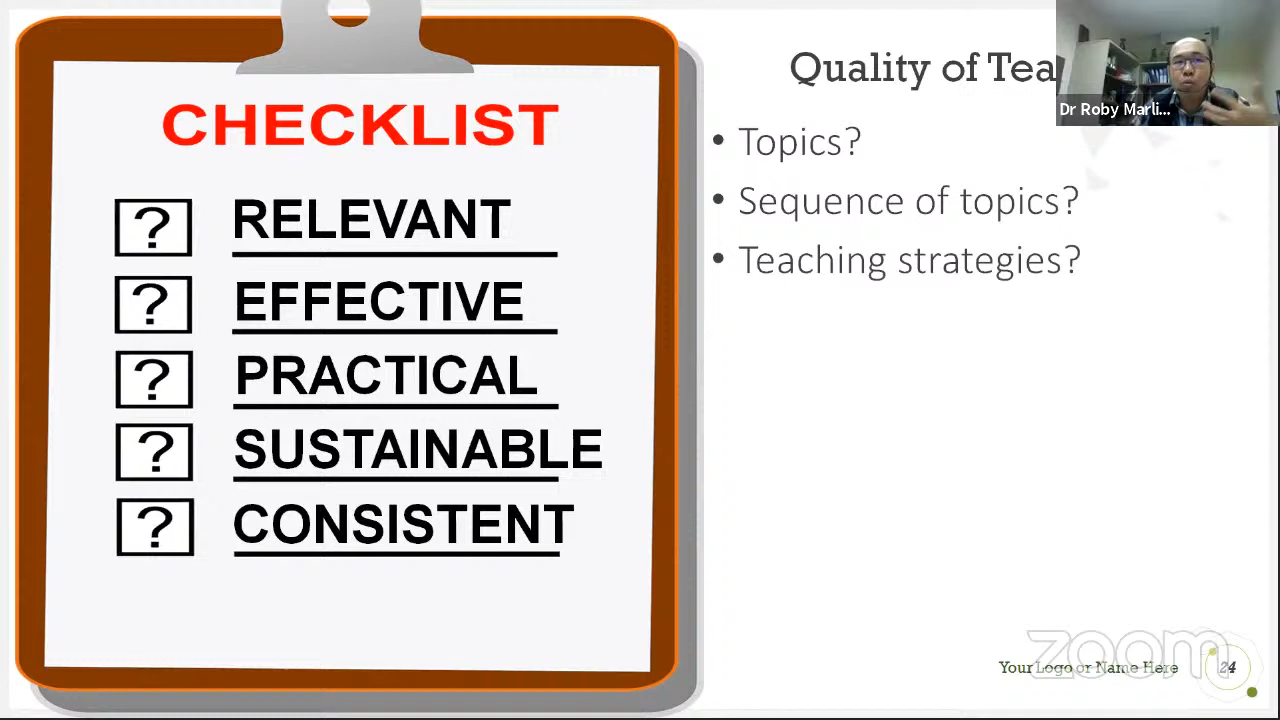 CHECKLIST
? RELEVANT
? EFFECTIVE
? PRACTICAL
? SUSTAINABLE
? CONSISTENT
Quality of Tea
Dr Roby Marli...
• Topics?
• Sequence of topics?
• Teaching strategies?
zoom
Your Logo or Name Here
24